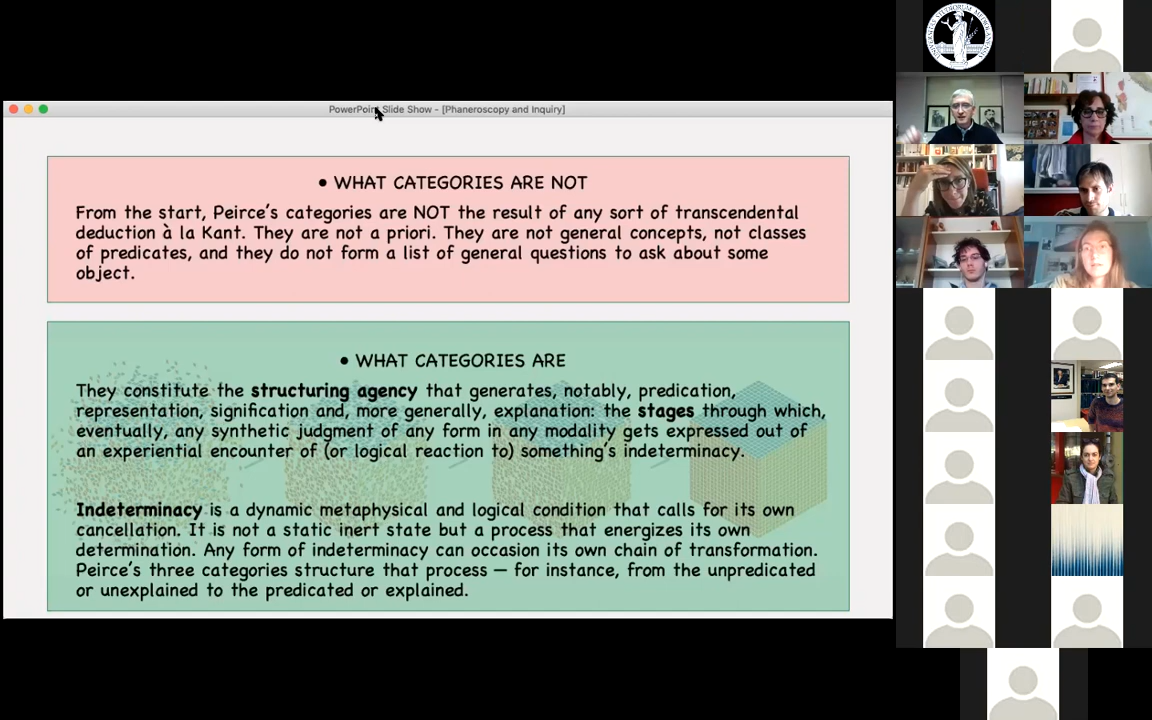 PowerPoint Slide Show - [Phaneroscopy and Inquiry]
• WHAT CATEGORIES ARE NOT
From the start, Peirce's categories are NOT the result of any sort of transcendental
deduction à la Kant. They are not a priori. They are not general concepts, not classes
of predicates, and they do not form a list of general questions to ask about some
object.
• WHAT CATEGORIES ARE
They constitute the structuring agency that generates, notably, predication,
representation, signification and, more generally, explanation: the stages through which,
eventually, any synthetic judgment of any form in any modality gets expressed out of
an experiential encounter of (or logical reaction to) something's indeterminacy.
Indeterminacy is a dynamic metaphysical and logical condition that calls for its own
cancellation. It is not a static inert state but a process that energizes its own
determination. Any form of indeterminacy can occasion its own chain of transformation.
Peirce's three categories structure that process — for instance, from the unpredicated
or unexplained to the predicated or explained.